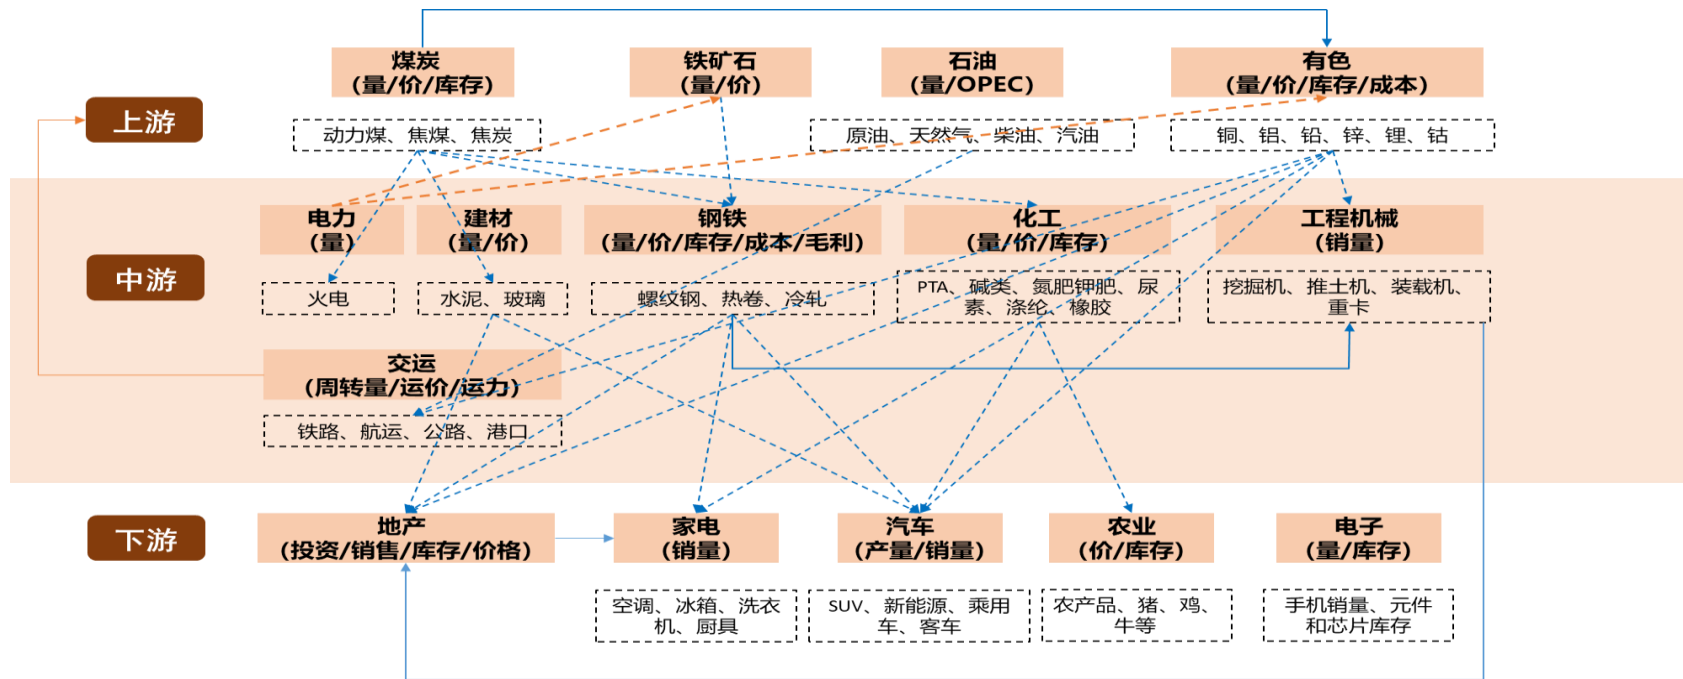 煤炭
（量/价/库存）
铁矿石
（量/价）
石油
（量/OPEC）
有色
（量/价/库存/成本）
上游
动力煤、焦煤、焦炭
原油、天然气、柴油、汽油
铜、铝、铅、锌、锂、钴
电力
（量）
建材
（量/价）
钢铁
（量/价/库存/成本/毛利）
化工
（量/价/库存）
工程机械
（销量）
中游
火电
水泥、玻璃
螺纹钢、热卷、冷轧
PTA、碱类、氮肥钾肥、尿
素、涤纶、橡胶
挖掘机、推土机、装载机、
重卡
交运
（周转量/运价/运力）
铁路、航运、公路、港口
下游
地产
（投资/销售/库存/价格）
家电
（销量）
汽车
（产量/销量）
农业
（价/库存）
电子
（量/库存）
空调、冰箱、洗衣
机、厨具
SUV、新能源、乘用
车、客车
农产品、猪、鸡、
牛等
手机销量、元件
和芯片库存